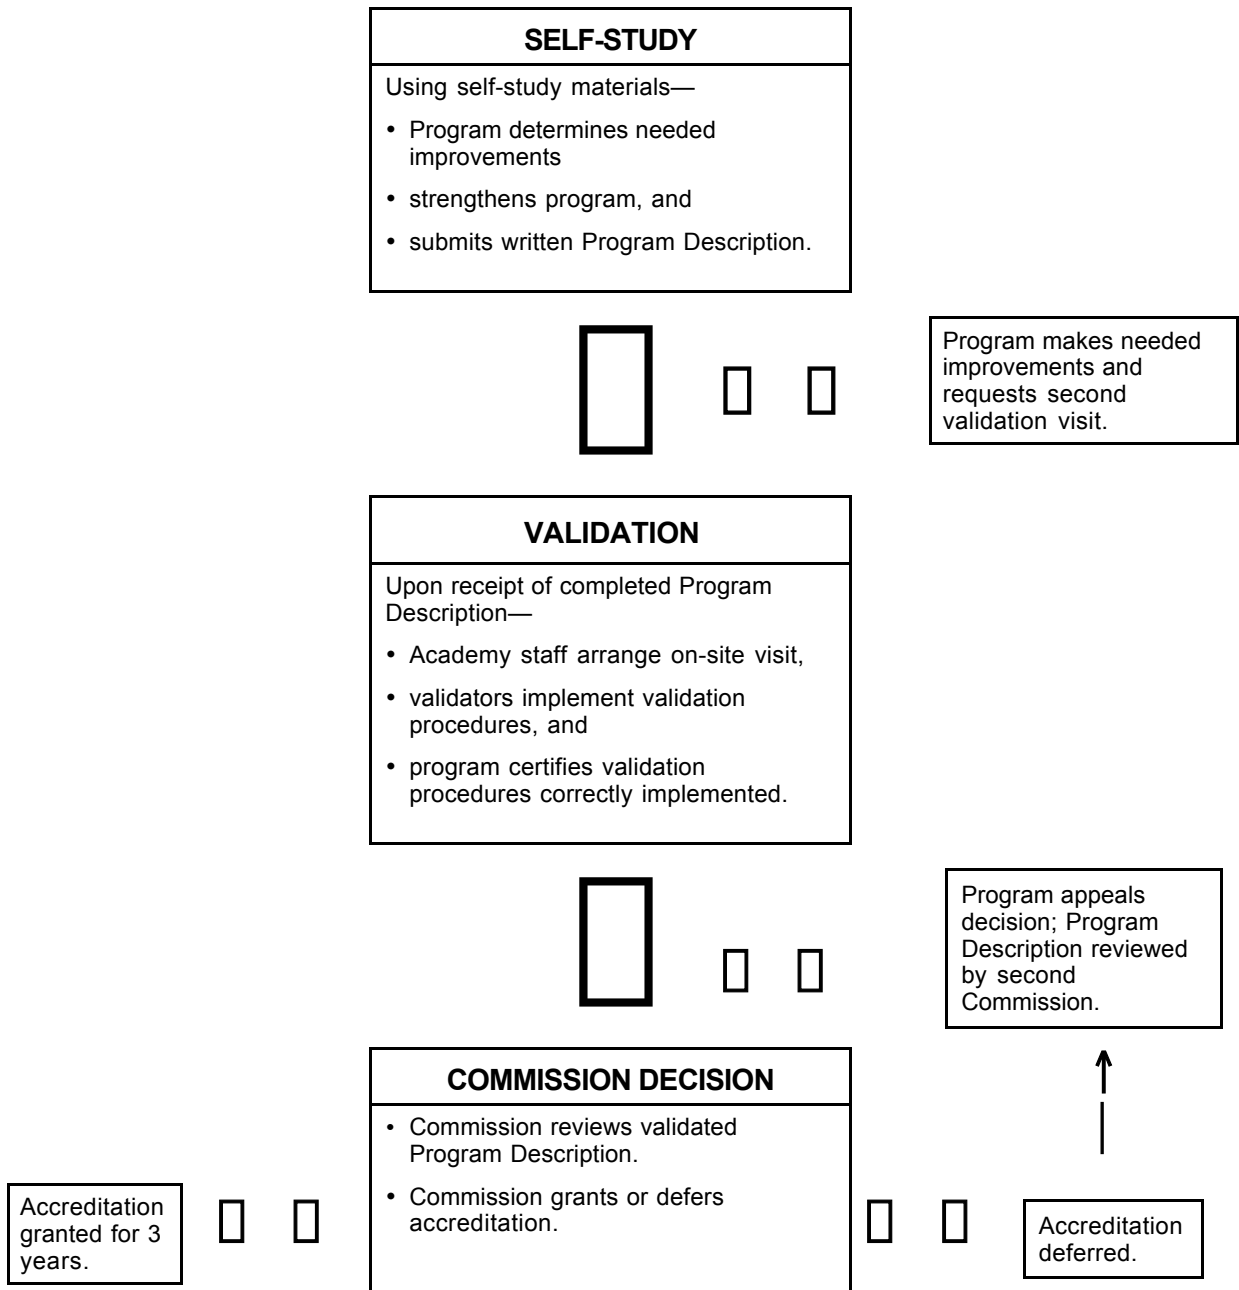 SELF-STUDY
Using self-study materials—
• Program determines needed
improvements
• strengthens program, and
• submits written Program Description.
Program makes needed
improvements and
requests second
validation visit.
VALIDATION
Upon receipt of completed Program
Description—
• Academy staff arrange on-site visit,
• validators implement validation
procedures, and
• program certifies validation
procedures correctly implemented.
Program appeals
decision; Program
Description reviewed
by second
Commission.
COMMISSION DECISION
• Commission reviews validated
Program Description.
• Commission grants or defers
accreditation.
Accreditation
granted for 3
years.
Accreditation
deferred.